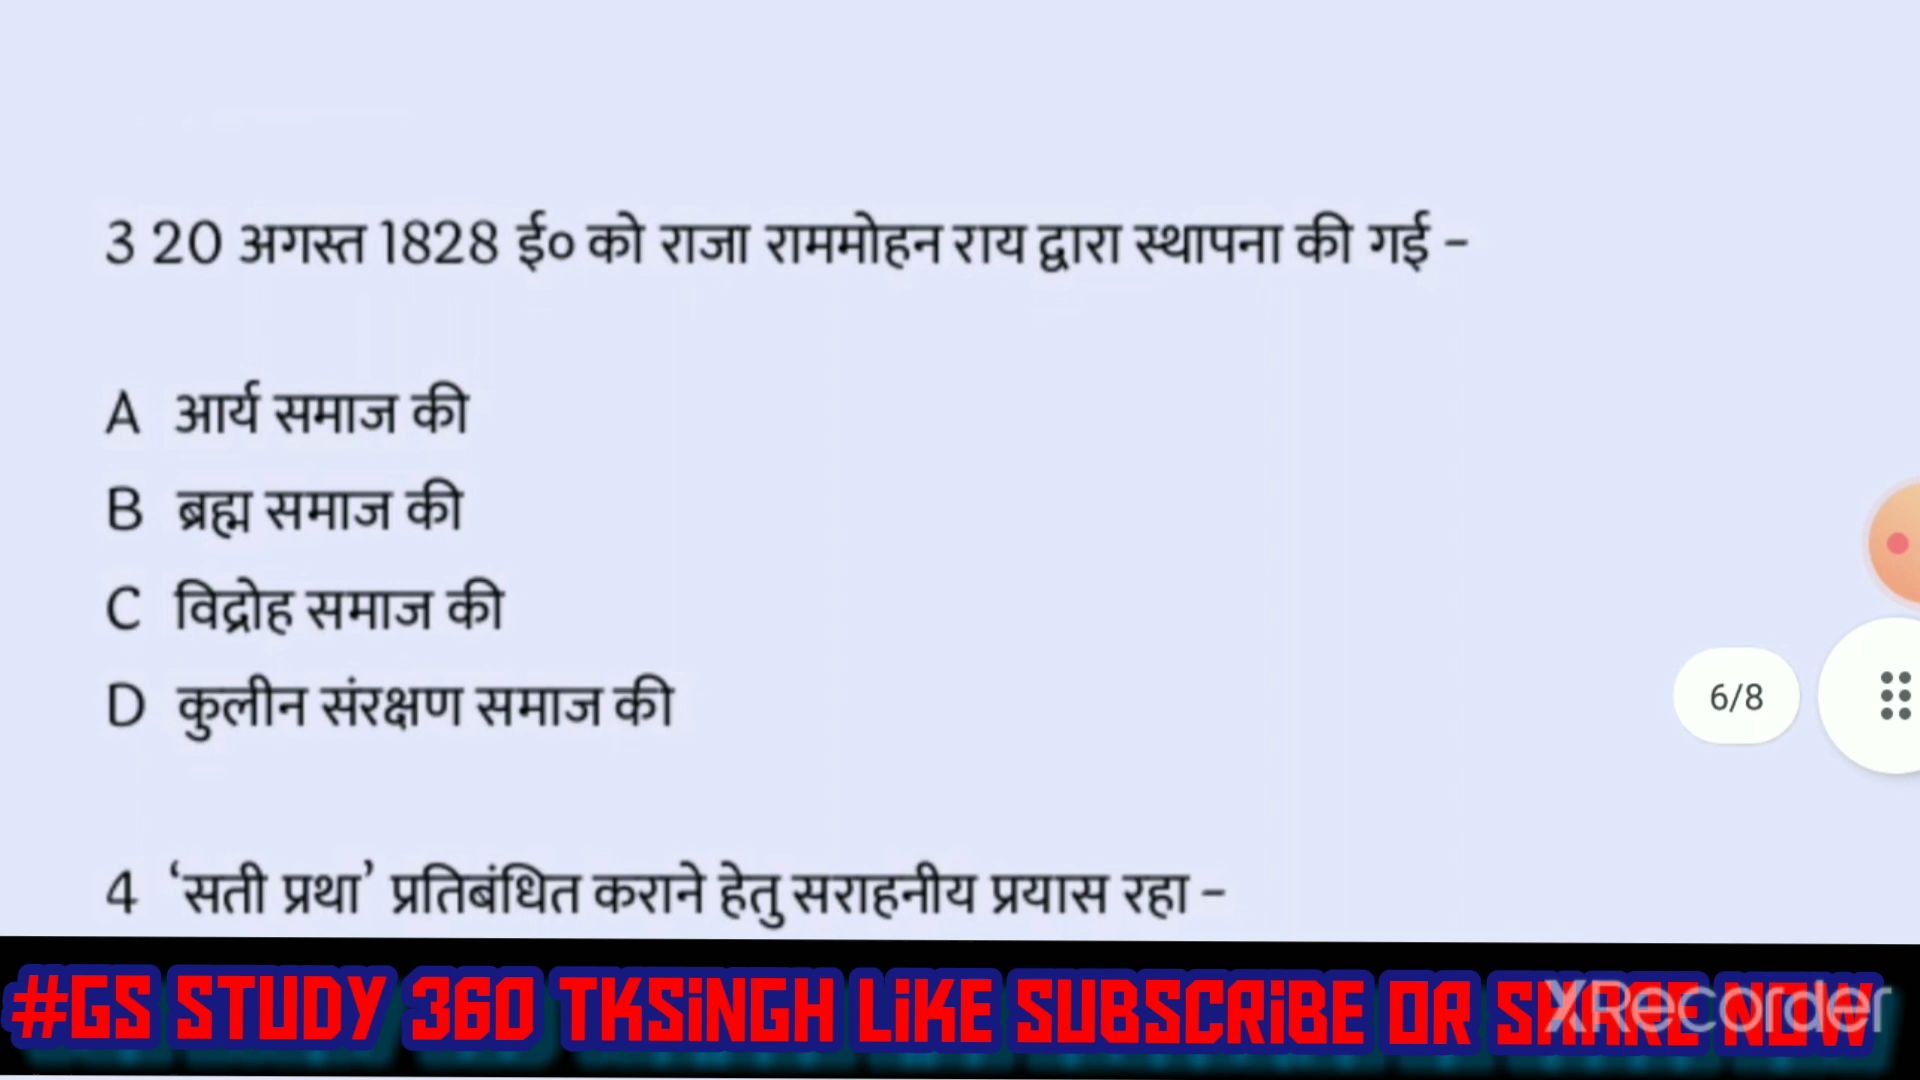 3 20 अगस्त 1828 ई० को राजा राममोहन राय द्वारा स्थापना की गई –
A आर्य समाज की
B ब्रह्म समाज की
C विद्रोह समाज की
D कुलीन संरक्षण समाज की
6/8
4 ‘सती प्रथा’ प्रतिबंधित कराने हेतु सराहनीय प्रयास रहा –
#GS STUDY 360 TKSiNGH LiKE SUBSCRiBE OR SHARE NOW
XRecorder